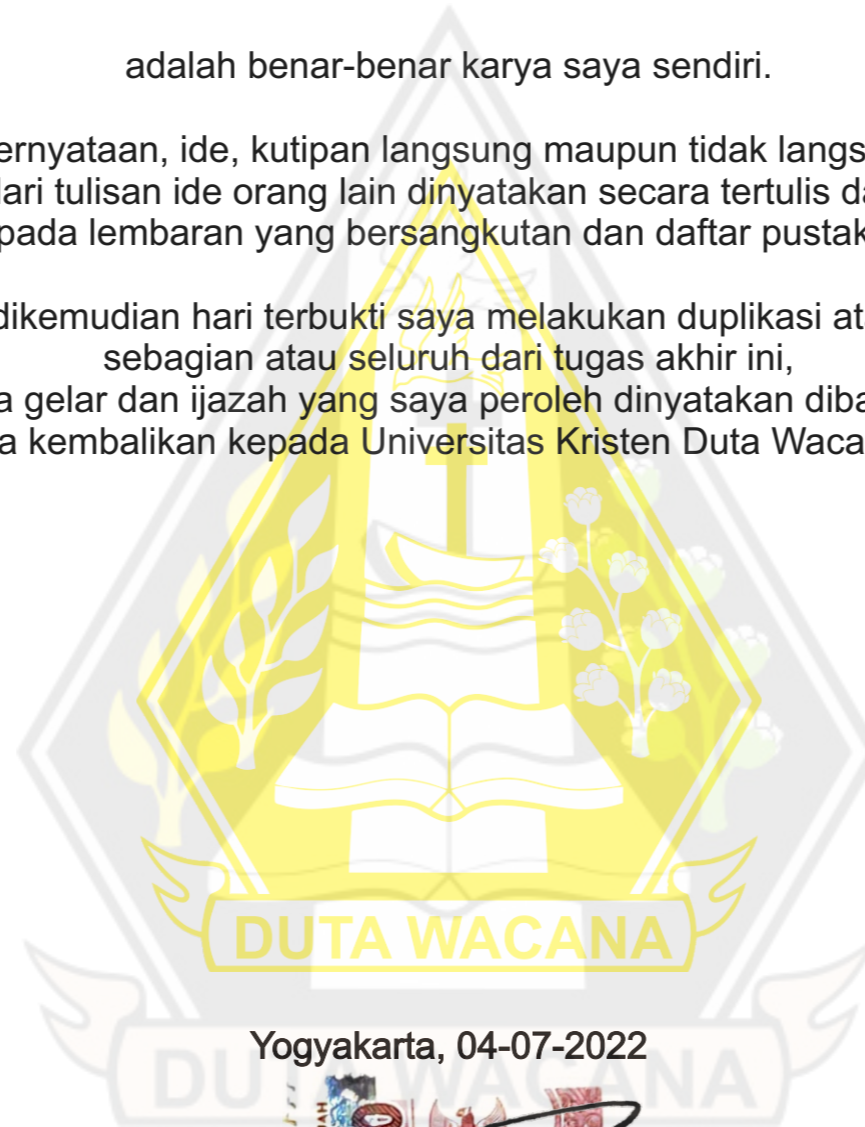 adalah benar-benar karya saya sendiri.
ernyataan, ide, kutipan langsung maupun tidak langs
dari tulisan ide orang lain dinyatakan secara tertulis da
pada lembaran yang bersangkutan dan daftar pustak
dikemudian hari terbukti saya melakukan duplikasi at
sebagian atau seluruh dari tugas akhir ini,
a gelar dan ijazah yang saya peroleh dinyatakan diba
a kembalikan kepada Universitas Kristen Duta Waca
DUTA WACANA
Yogyakarta, 04-07-2022
DUTA WACANA